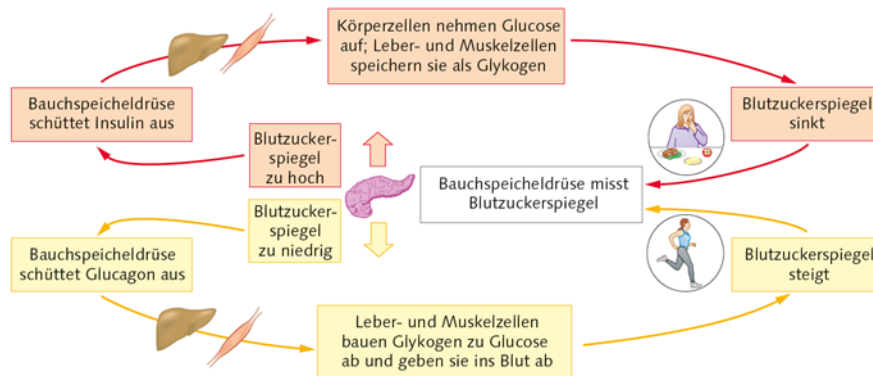 Körperzellen nehmen Glucose
auf; Leber- und Muskelzellen
speichern sie als Glykogen
Bauchspeicheldrüse
schüttet Insulin aus
Blutzuckerspiegel
sinkt
Blutzucker-
spiegel
zu hoch
Bauchspeicheldrüse misst
Blutzuckerspiegel
Blutzucker-
spiegel
zu niedrig
Bauchspeicheldrüse
schüttet Glucagon aus
Blutzuckerspiegel
steigt
Leber- und Muskelzellen
bauen Glykogen zu Glucose
ab und geben sie ins Blut ab